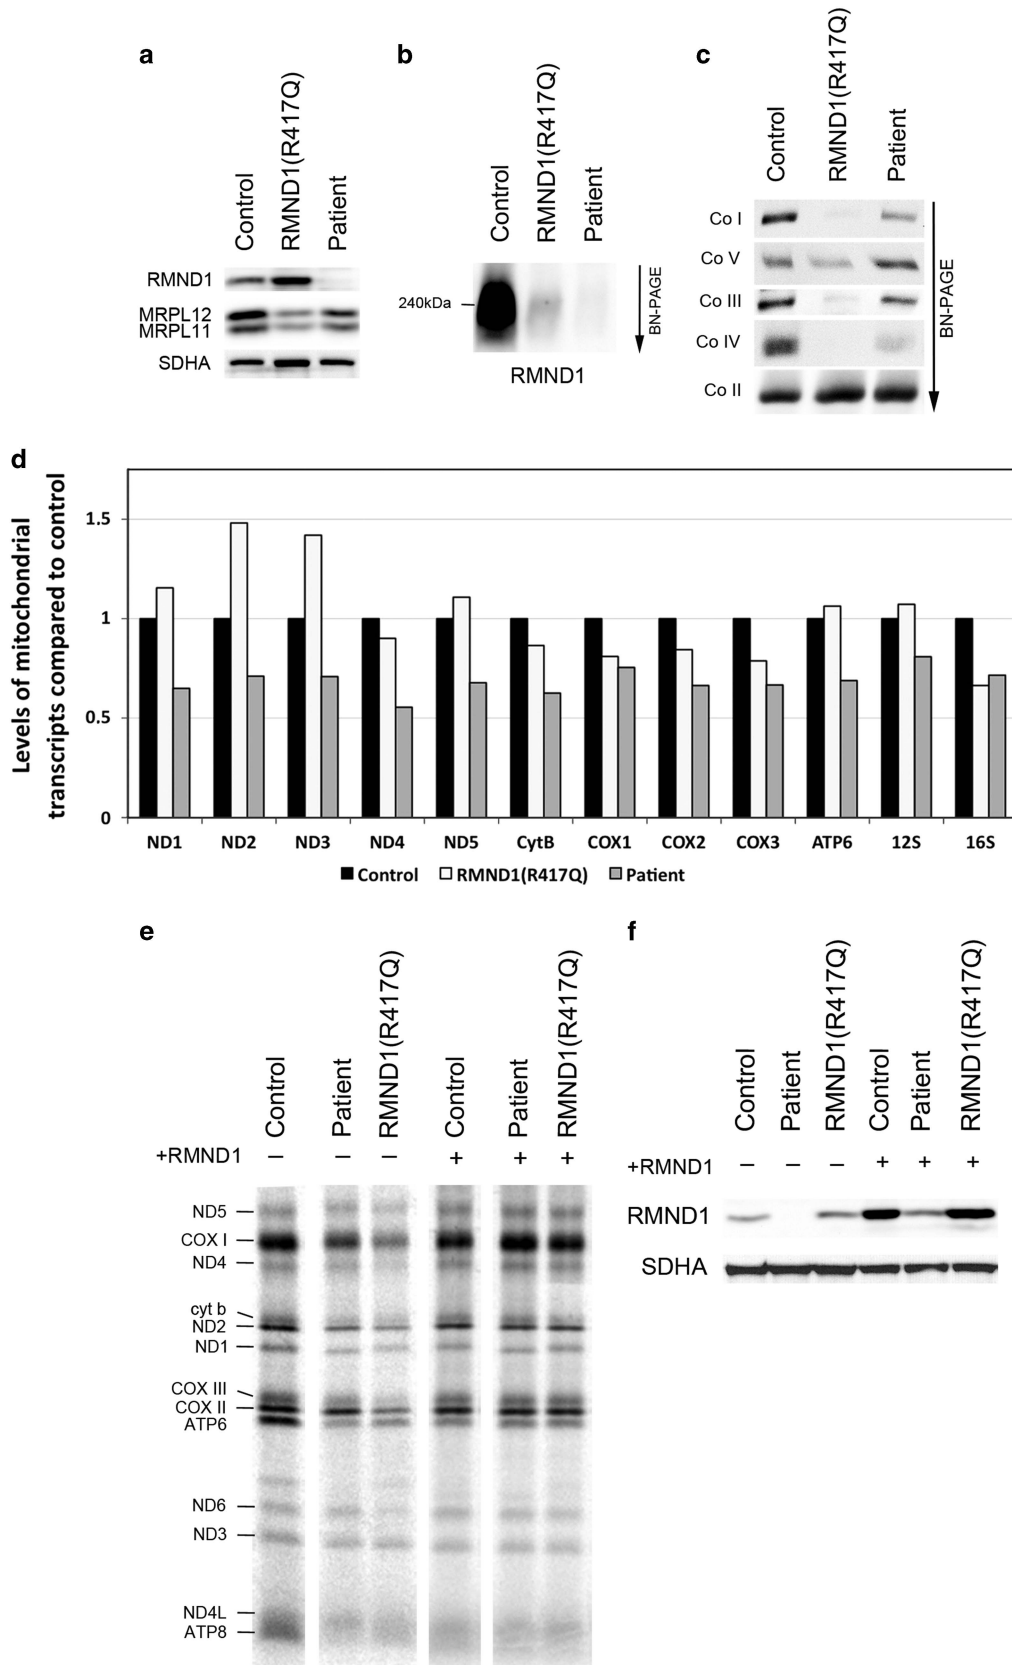 a
Control
RMND1(R417Q)
Patient
RMND1
MRPL12
MRPL11
SDHA
b
Control
RMND1(R417Q)
Patient
240kDa
BN-PAGE
RMND1
c
Control
RMND1(R417Q)
Patient
Co I
Co V
Co III
Co IV
Co II
BN-PAGE
d
Levels of mitochondrial
transcripts compared to control
1.5
1
0.5
0
ND1 ND2 ND3 ND4 ND5 CytB COX1 COX2 COX3 ATP6 12S 16S
Control RMND1(R417Q) Patient
e
Control
Patient
RMND1(R417Q)
Control
Patient
RMND1(R417Q)
+RMND1 – – – + + +
ND5
COX I
ND4
cyt b
ND2
ND1
COX III
COX II
ATP6
ND6
ND3
ND4L
ATP8
f
Control
Patient
RMND1(R417Q)
Control
Patient
RMND1(R417Q)
+RMND1 – – – + + +
RMND1
SDHA